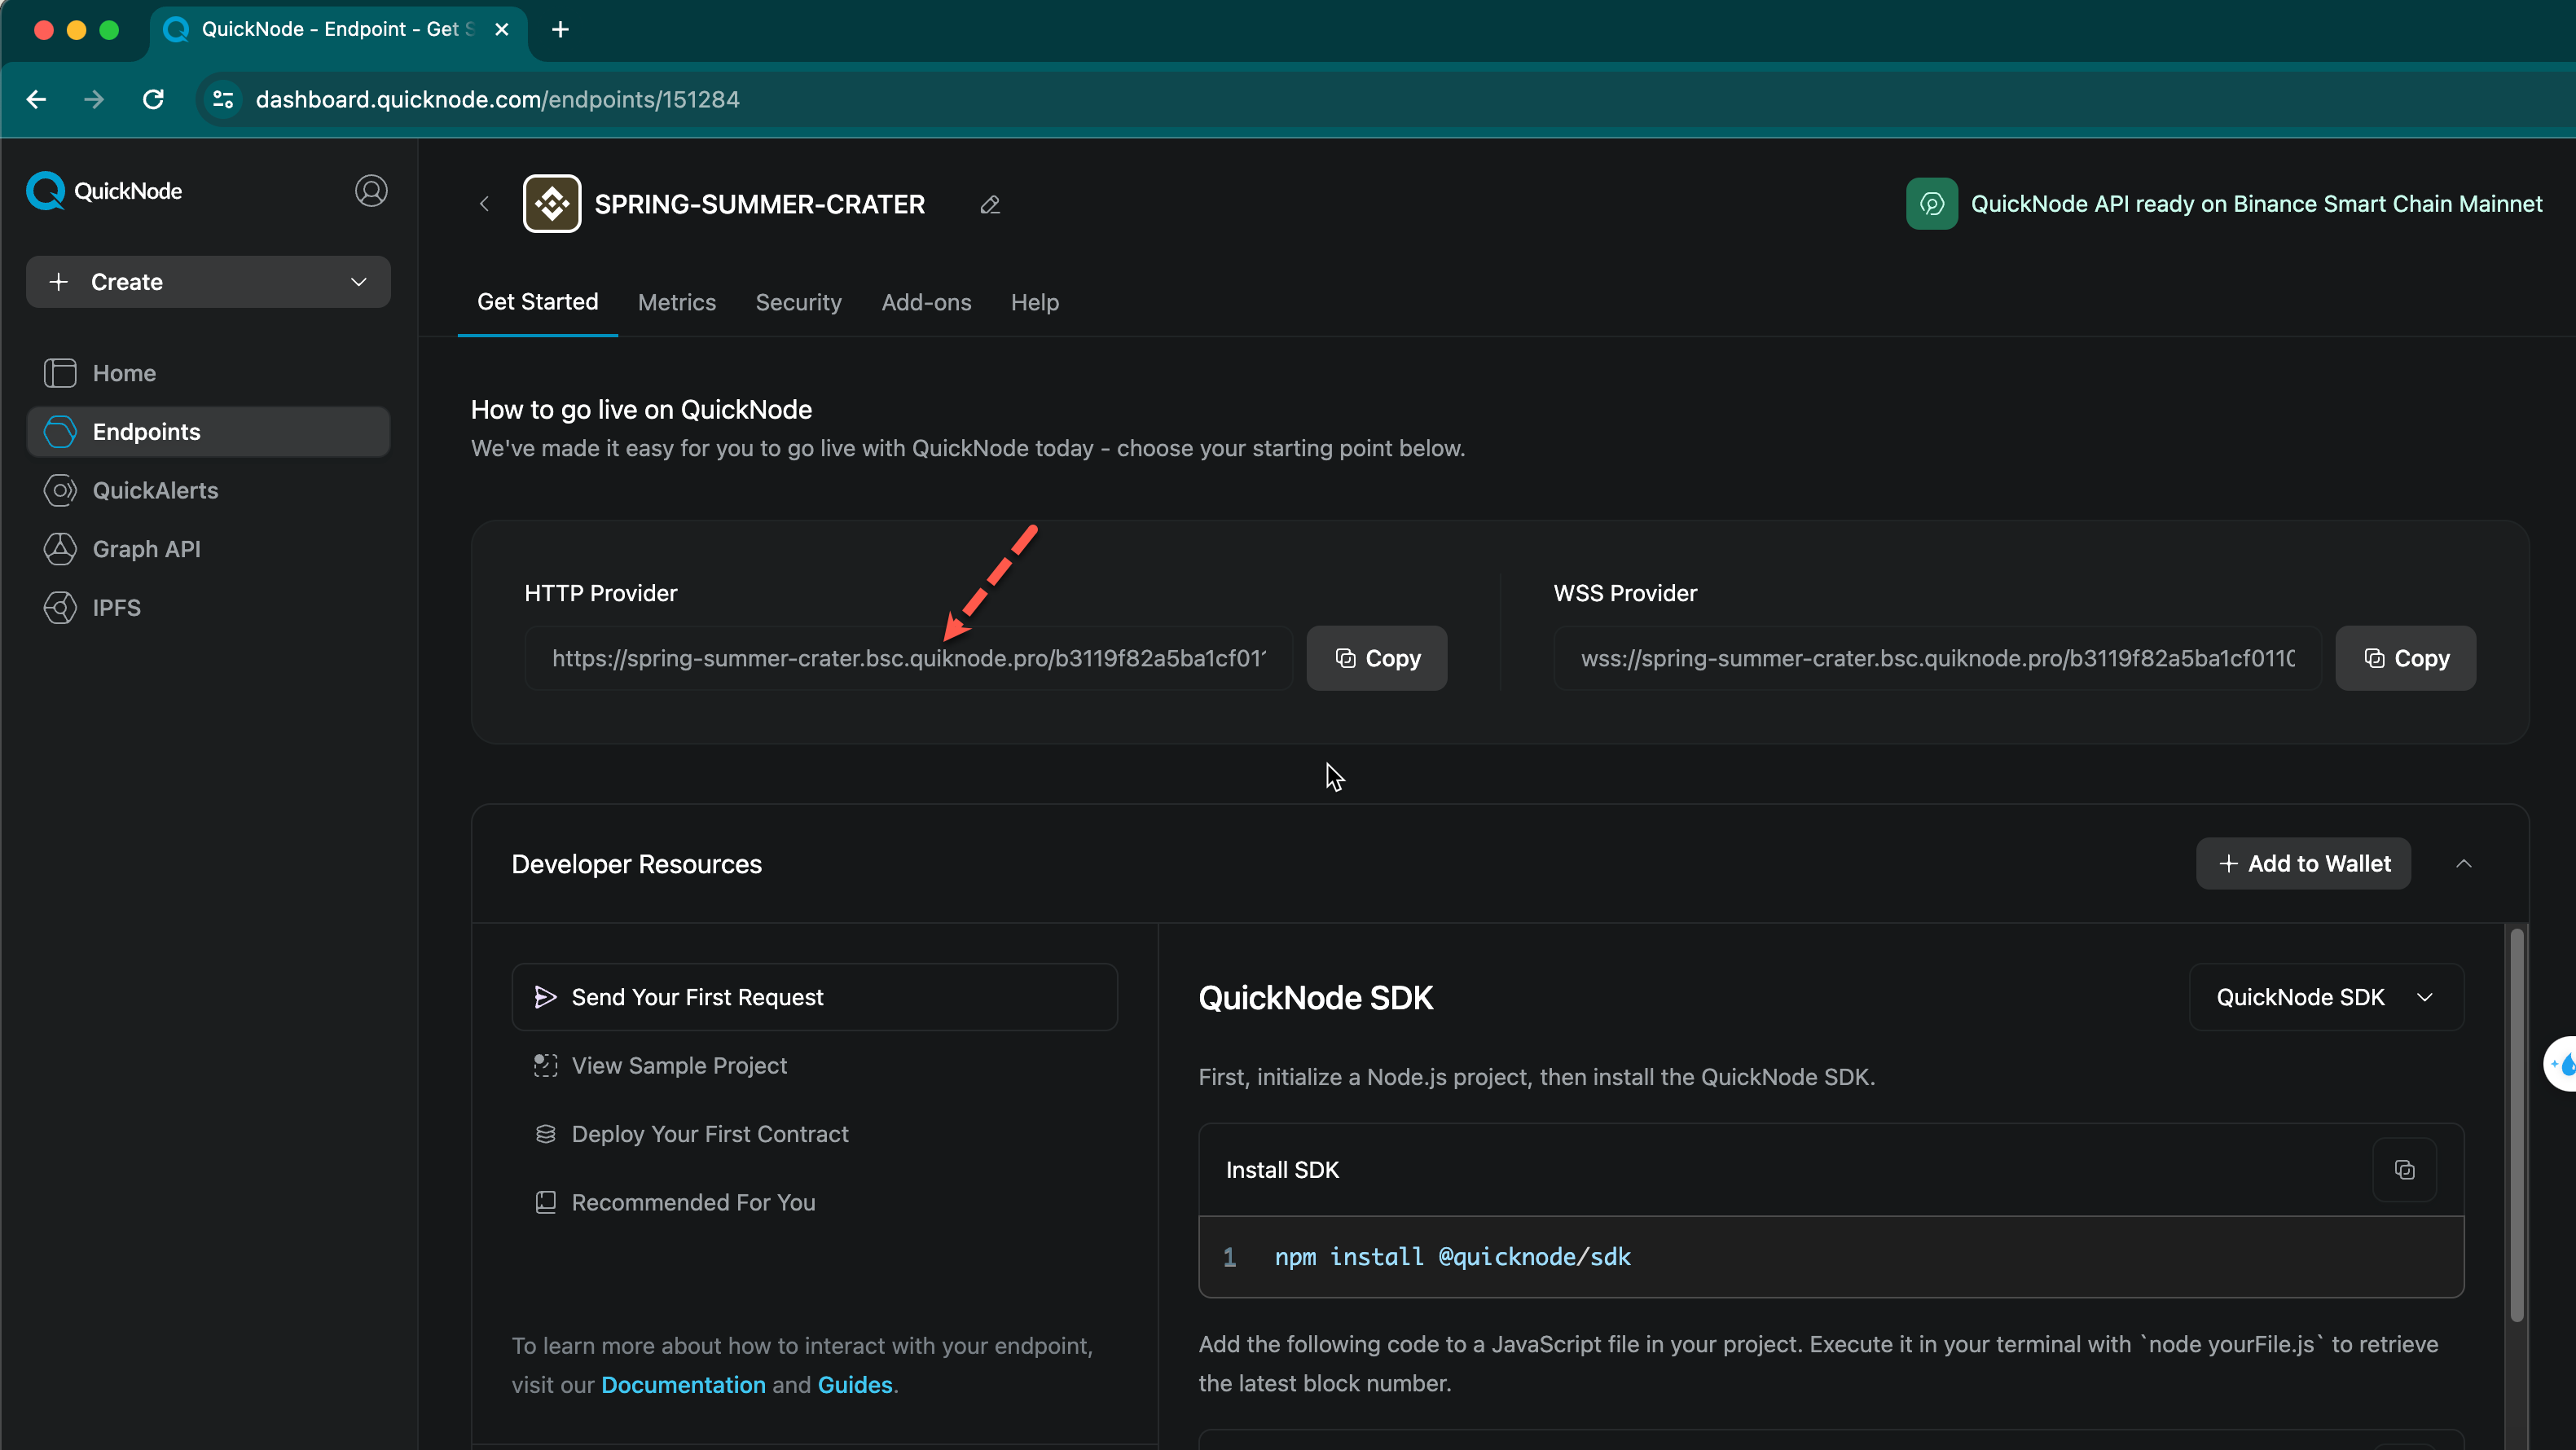 QuickNode - Endpoint - Get S
dashboard.quicknode.com/endpoints/151284
QuickNode
Create
Home
Endpoints
QuickAlerts
Graph API
IPFS
SPRING-SUMMER-CRATER
QuickNode API ready on Binance Smart Chain Mainnet
Get Started
Metrics
Security
Add-ons
Help
How to go live on QuickNode
We've made it easy for you to go live with QuickNode today - choose your starting point below.
HTTP Provider
https://spring-summer-crater.bsc.quiknode.pro/b3119f82a5ba1cf01
Copy
WSS Provider
wss://spring-summer-crater.bsc.quiknode.pro/b3119f82a5ba1cf0110
Copy
Developer Resources
Add to Wallet
Send Your First Request
View Sample Project
Deploy Your First Contract
Recommended For You
To learn more about how to interact with your endpoint,
visit our Documentation and Guides.
QuickNode SDK
QuickNode SDK
First, initialize a Node.js project, then install the QuickNode SDK.
Install SDK
1 npm install @quicknode/sdk
Add the following code to a JavaScript file in your project. Execute it in your terminal with `node yourFile.js` to retrieve
the latest block number.